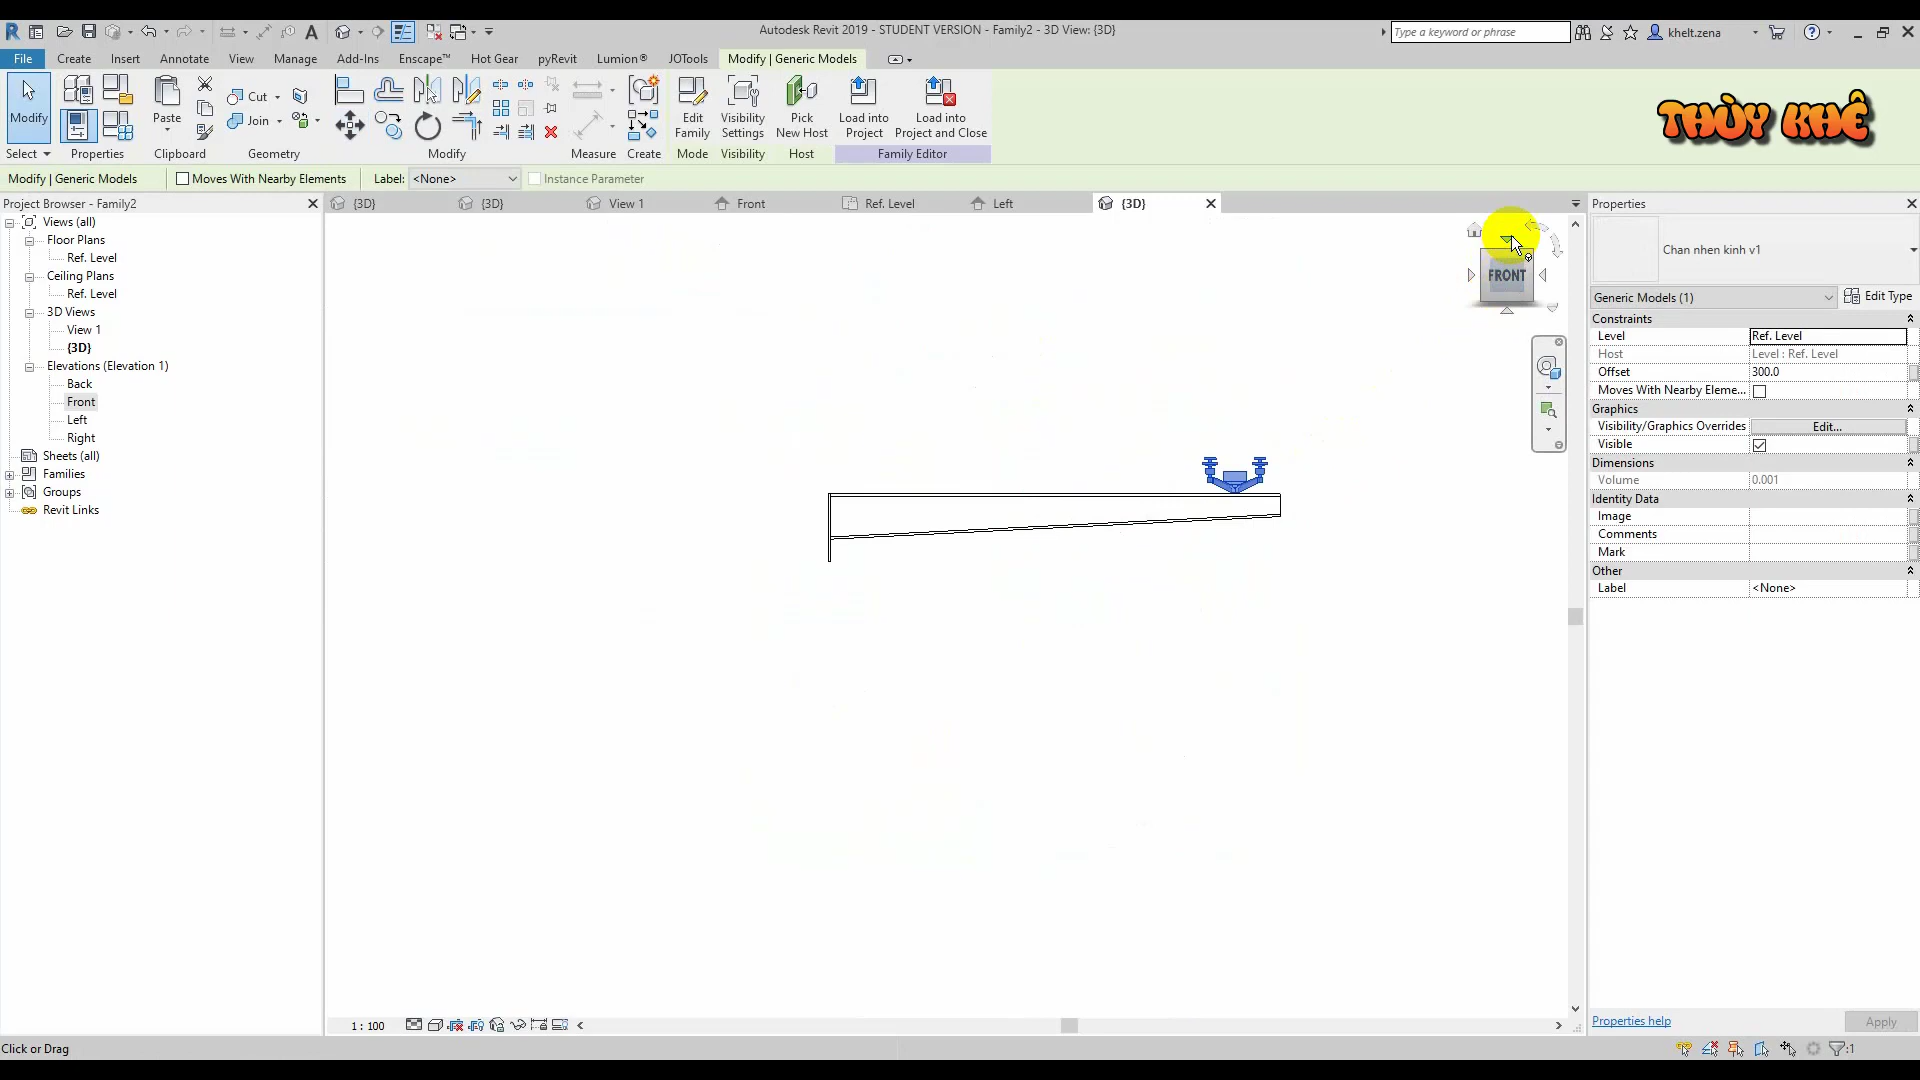 Autodesk Revit 2019 - STUDENT VERSION - Family2 - 3D View: {3D}
Type a keyword or phrase
khelt.zena
File Create Insert Annotate View Manage Add-Ins Enscape™ Hot Gear pyRevit Lumion® JOTools Modify | Generic Models
Modify
Paste
Cut
Join
Edit Family
Visibility Settings
Pick New Host
Load into Project
Load into Project and Close
Select Properties Clipboard Geometry Modify Measure Create Mode Visibility Host Family Editor
THÙY KHÊ
Modify | Generic Models Moves With Nearby Elements Label: <None> Instance Parameter
Project Browser - Family2
{3D} {3D} View 1 Front Ref. Level Left {3D}
Views (all)
Floor Plans
Ref. Level
Ceiling Plans
Ref. Level
3D Views
View 1
{3D}
Elevations (Elevation 1)
Back
Front
Left
Right
Sheets (all)
Families
Groups
Revit Links
FRONT
Properties
Chan nhen kinh v1
Generic Models (1) Edit Type
Constraints
Level Ref. Level
Host Level : Ref. Level
Offset 300.0
Moves With Nearby Eleme...
Graphics
Visibility/Graphics Overrides Edit...
Visible
Dimensions
Volume 0.001
Identity Data
Image
Comments
Mark
Other
Label <None>
Properties help Apply
1 : 100
Click or Drag
:1